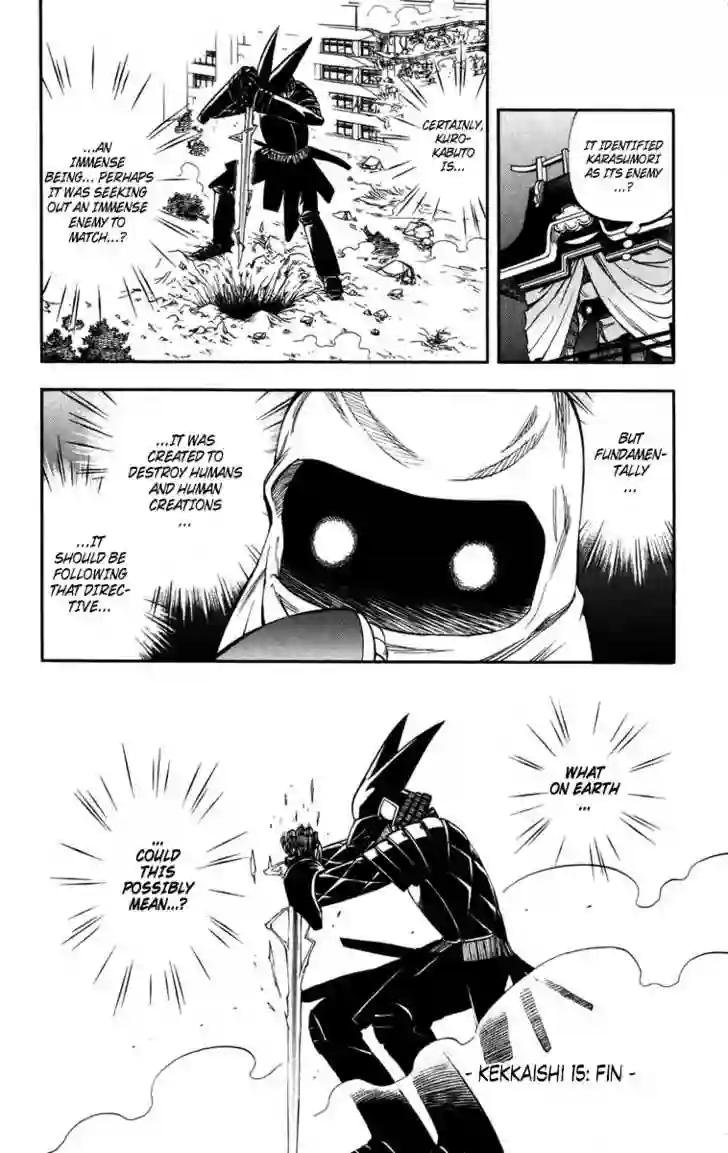 IT IDENTIFIED
KARASUMORI
AS ITS ENEMY
...?
CERTAINLY,
KURO-
KABUTO
IS...
...AN
IMMENSE
BEING... PERHAPS
IT WAS SEEKING
OUT AN IMMENSE
ENEMY TO
MATCH...?
BUT
FUNDAMEN-
TALLY
...
...IT WAS
CREATED TO
DESTROY HUMANS
AND HUMAN
CREATIONS
...
...IT
SHOULD BE
FOLLOWING
THAT DIREC-
TIVE...
WHAT
ON EARTH
...
...
COULD
THIS
POSSIBLY
MEAN...?
- KEKKAISHI 15: FIN -